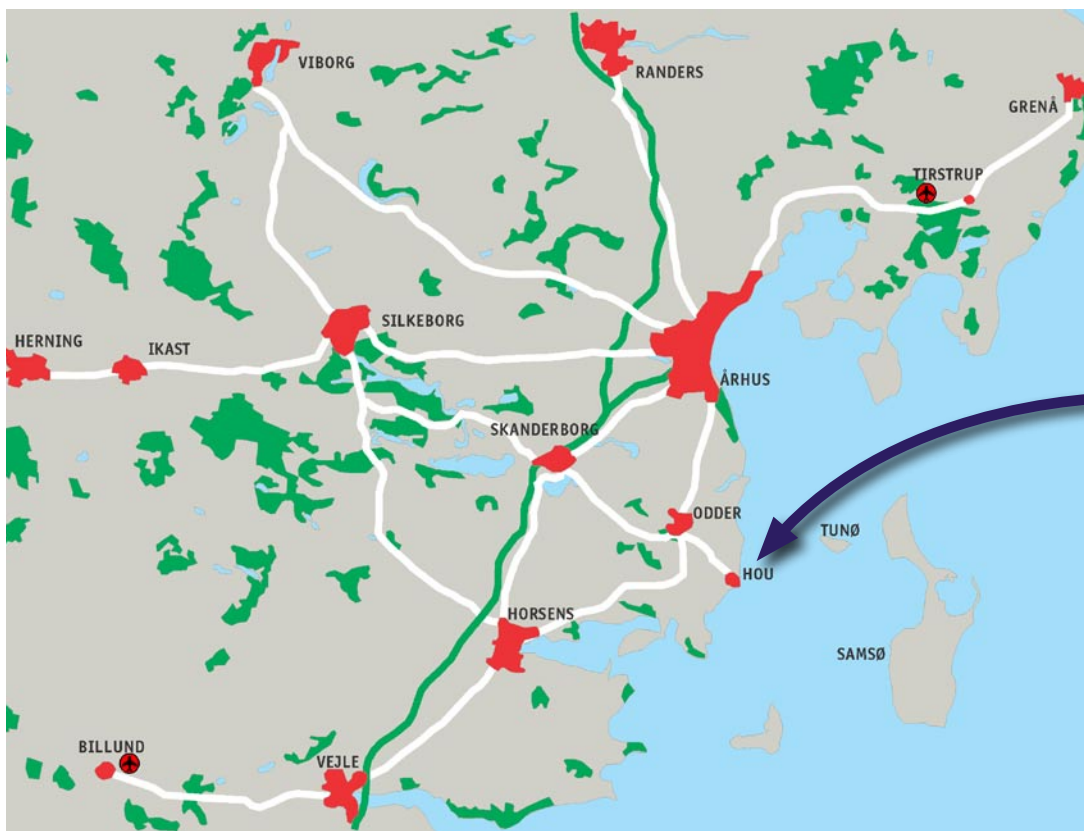 VIBORG
RANDERS
GRENÅ
TIRSTRUP
SILKEBORG
HERNING
IKAST
ÅRHUS
SKANDERBORG
ODDER
TUNØ
HOU
HORSENS
SAMSØ
BILLUND
VEJLE